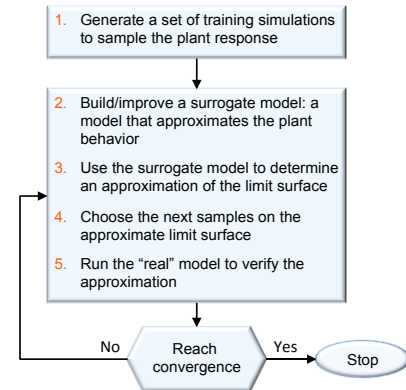 1. Generate a set of training simulations
to sample the plant response
2. Build/improve a surrogate model: a
model that approximates the plant
behavior
3. Use the surrogate model to determine
an approximation of the limit surface
4. Choose the next samples on the
approximate limit surface
5. Run the “real” model to verify the
approximation
No
Reach
convergence
Yes
Stop